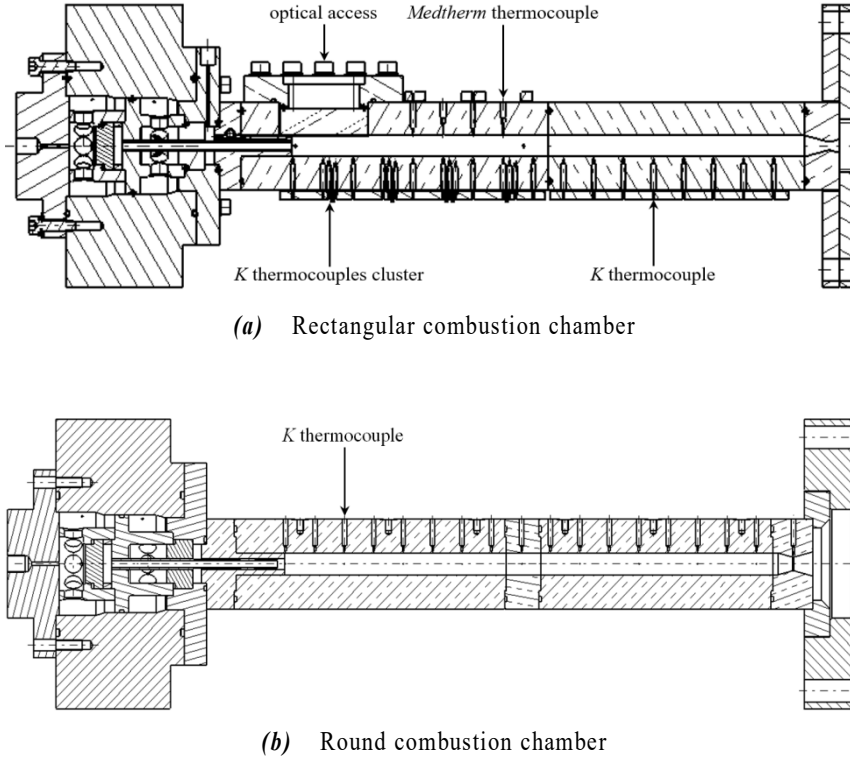 optical access
Medtherm thermocouple
K thermocouples cluster
K thermocouple
(a) Rectangular combustion chamber
K thermocouple
(b) Round combustion chamber